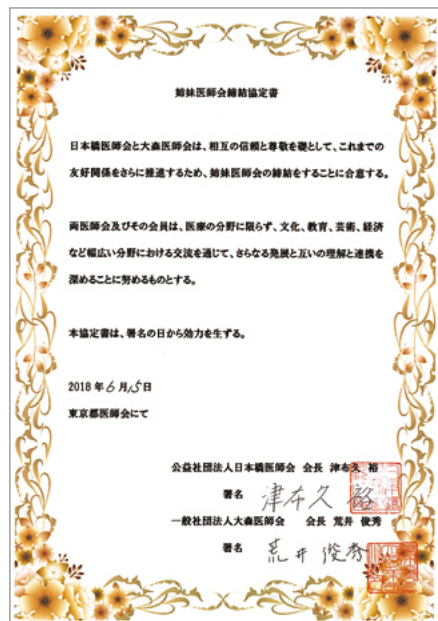 姉妹医師会締結協定書
日本橋医師会と大森医師会は、相互の信頼と尊敬を礎として、これまでの
友好関係をさらに推進するため、姉妹医師会の締結をすることに合意する。
両医師会及びその会員は、医療の分野に限らず、文化、教育、芸術、経済
など幅広い分野における交流を通じて、さらなる発展と互いの理解と連携を
深めることに努めるものとする。
本協定書は、署名の日から効力を生ずる。
2018年6月15日
東京都医師会にて
公益社団法人日本橋医師会 会長 津布久 裕
署名 津布久 裕
一般社団法人大森医師会 会長 荒井 俊秀
署名 荒井 俊秀